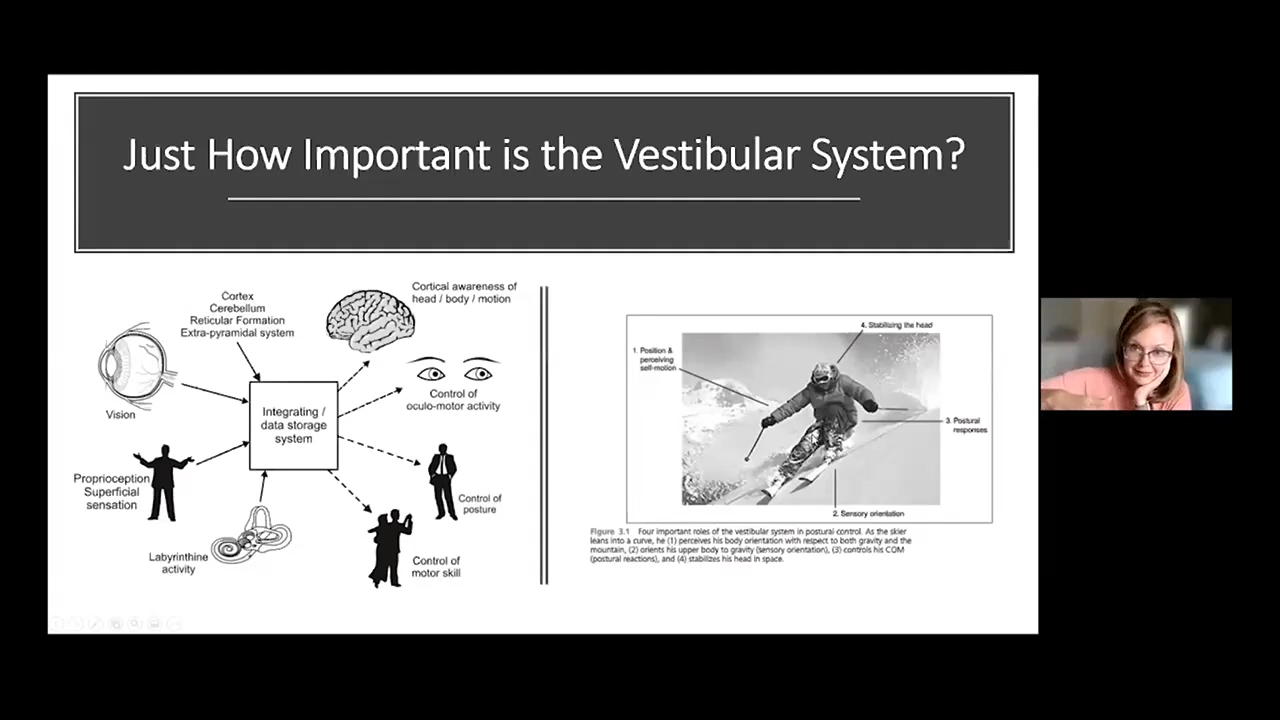 Just How Important is the Vestibular System?
Cortex
Cerebellum
Reticular Formation
Extra-pyramidal system
Cortical awareness of
head / body / motion
Vision
Integrating /
data storage
system
Control of
oculo-motor activity
Proprioception
Superficial
sensation
Control of
posture
Labyrinthine
activity
Control of
motor skill
4. Stabilizing the head
1. Position &
perceiving
self-motion
3. Postural
responses
2. Sensory orientation
Figure 3.1 Four important roles of the vestibular system in postural control. As the skier
leans into a curve, he (1) perceives his body orientation with respect to both gravity and the
mountain, (2) orients his upper body to gravity (sensory orientation), (3) controls his COM
(postural reactions), and (4) stabilizes his head in space.